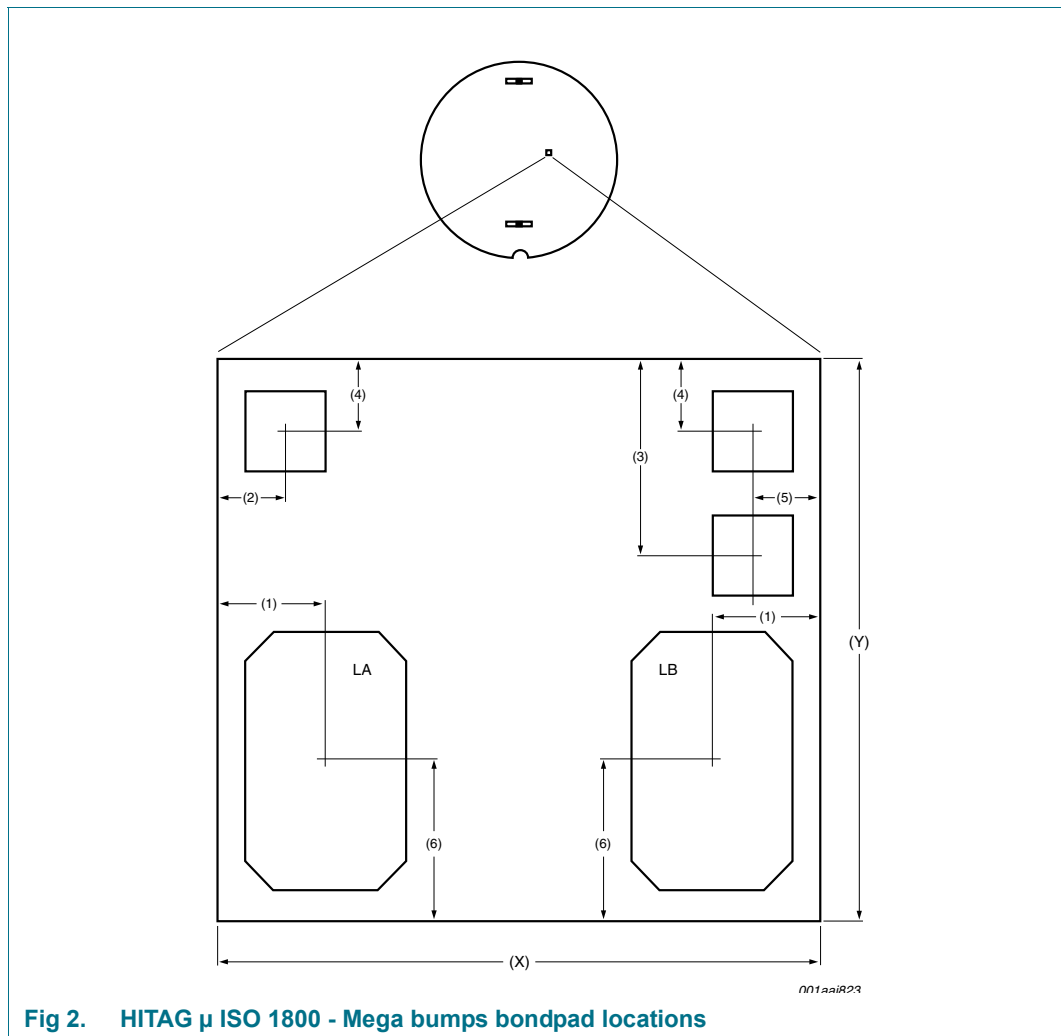 (4)
(4)
(3)
(2)
(5)
(1)
(1)
(Y)
LA
LB
(6)
(6)
(X)
001aaj823
Fig 2. HITAG µ ISO 1800 - Mega bumps bondpad locations